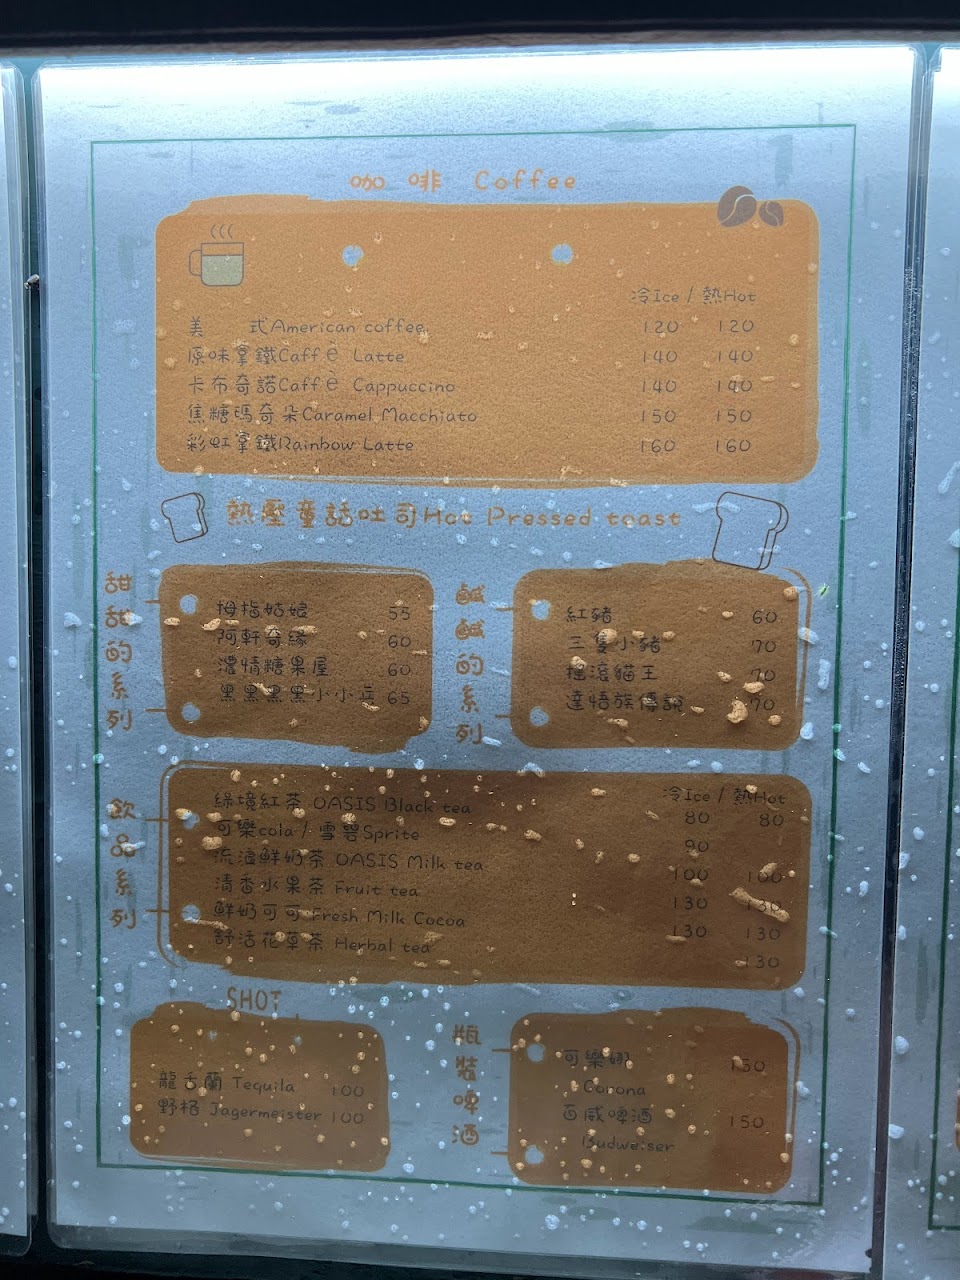 咖啡 Coffee
冷Ice / 熱Hot
美 式American coffee 120 120
原味拿鐵Caffè Latte 140 140
卡布奇諾Caffè Cappuccino 140 140
焦糖瑪奇朵Caramel Macchiato 150 150
彩虹拿鐵Rainbow Latte 160 160
熱壓童話吐司Hot Pressed toast
甜甜的系列
拇指姑娘 55
阿軒奇緣 60
濃情糖果屋 60
黑黑黑黑小小兵 65
鹹鹹的系列
紅豬 60
三隻小豬 70
搖滾貓王 70
達悟族傳說 70
飲品系列
冷Ice / 熱Hot
綠境紅茶 OASIS Black tea 80 80
可樂cola / 雪碧Sprite 90
流浪鮮奶茶 OASIS Milk tea 100 100
清香水果茶 Fruit tea 130 130
鮮奶可可 Fresh Milk Cocoa 130 130
舒活花草茶 Herbal tea 130
SHOT
龍舌蘭 Tequila 100
野格 Jagermeister 100
瓶裝啤酒
可樂娜 150
Corona
百威啤酒 150
Budweiser